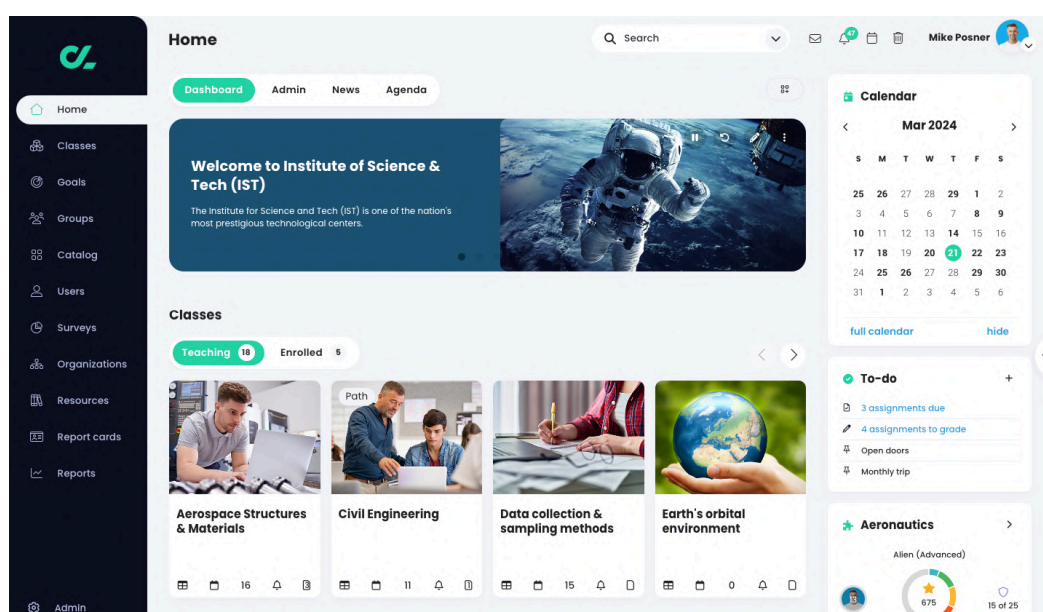 Home
Search
47
Mike Posner
Home
Classes
Goals
Groups
Catalog
Users
Surveys
Organizations
Resources
Report cards
Reports
Admin
Dashboard Admin News Agenda
Welcome to Institute of Science &
Tech (IST)
The Institute for Science and Tech (IST) is one of the nation's
most prestigious technological centers.
Classes
Teaching 18 Enrolled 5
Path
Aerospace Structures
& Materials
16
3
Civil Engineering
11
1
Data collection &
sampling methods
15
Earth's orbital
environment
0
Calendar
Mar 2024
S M T W T F S
25 26 27 28 29 1 2
3 4 5 6 7 8 9
10 11 12 13 14 15 16
17 18 19 20 21 22 23
24 25 26 27 28 29 30
31 1 2 3 4 5 6
full calendar hide
To-do
3 assignments due
4 assignments to grade
Open doors
Monthly trip
Aeronautics
Alien (Advanced)
675
15 of 25